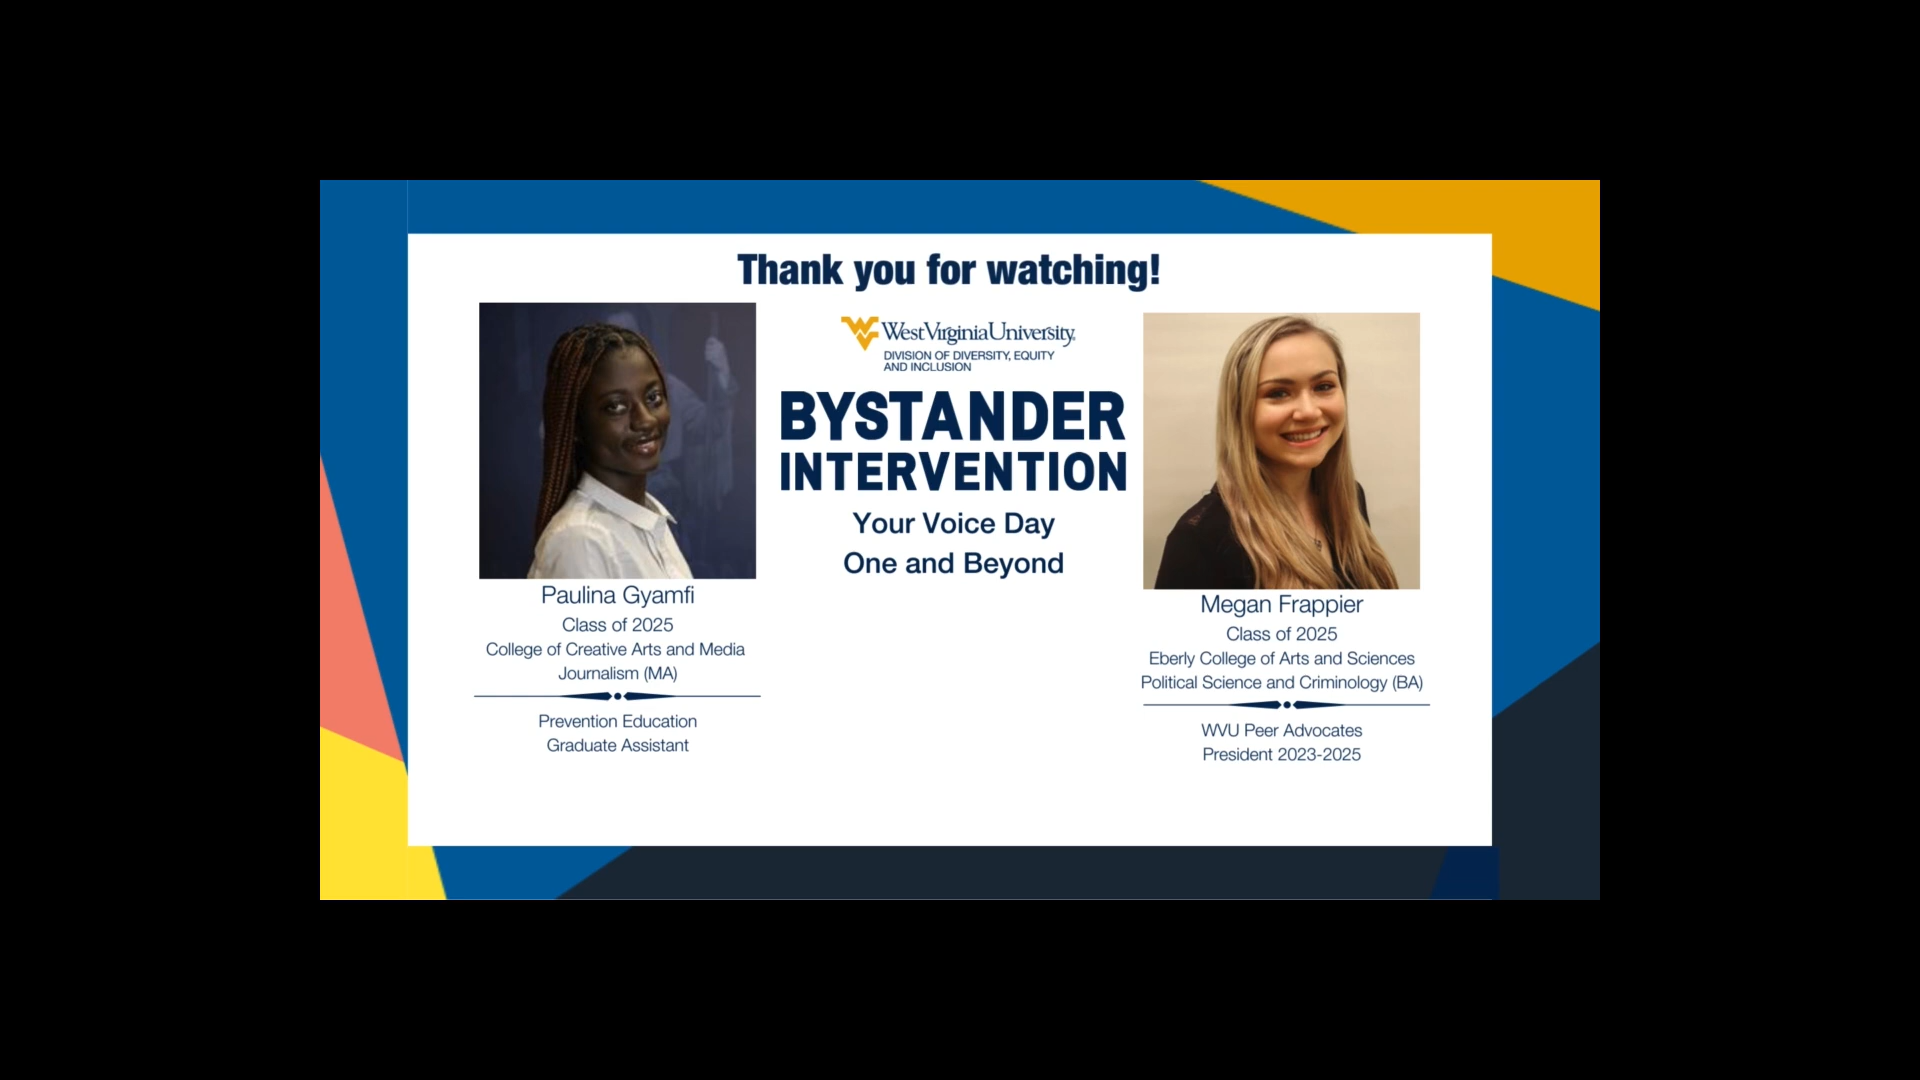 Thank you for watching!
WestVirginiaUniversity
DIVISION OF DIVERSITY, EQUITY
AND INCLUSION
BYSTANDER
INTERVENTION
Your Voice Day
One and Beyond
Paulina Gyamfi
Class of 2025
College of Creative Arts and Media
Journalism (MA)
Prevention Education
Graduate Assistant
Megan Frappier
Class of 2025
Eberly College of Arts and Sciences
Political Science and Criminology (BA)
WVU Peer Advocates
President 2023-2025